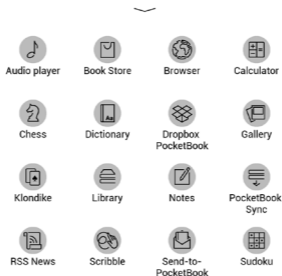 Audio player Book Store Browser Calculator
Chess Dictionary Dropbox PocketBook Gallery
Klondike Library Notes PocketBook Sync
RSS News Scribble Send-to-PocketBook Sudoku